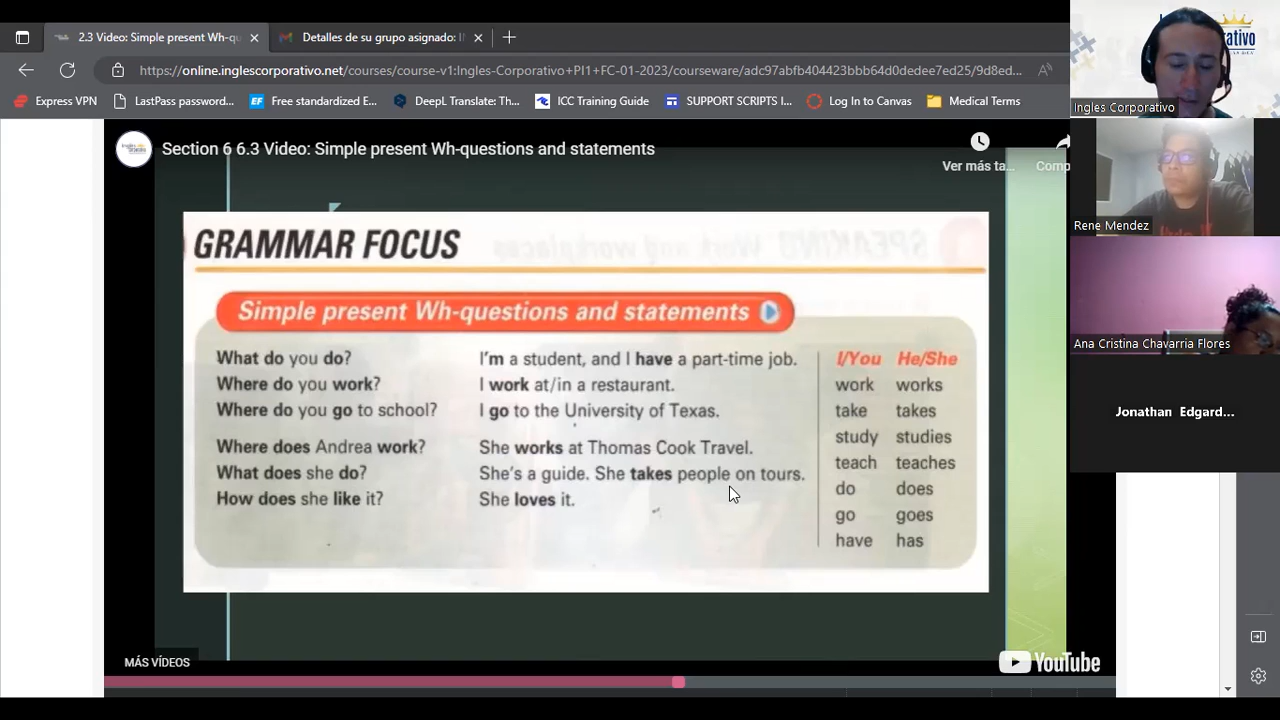 2.3 Video: Simple present Wh-qu
Detalles de su grupo asignado: I
https://online.inglescorporativo.net/courses/course-v1:Ingles-Corporativo+PI1+FC-01-2023/courseware/adc97abfb404423bbb64d0dedee7ed25/9d8ed...
Express VPN
LastPass password...
EF Free standardized E...
DeepL Translate: Th...
ICC Training Guide
SUPPORT SCRIPTS I...
Log In to Canvas
Medical Terms
Section 6 6.3 Video: Simple present Wh-questions and statements
Ver más ta...
Comp
GRAMMAR FOCUS
Simple present Wh-questions and statements
What do you do? I'm a student, and I have a part-time job.
Where do you work? I work at/in a restaurant.
Where do you go to school? I go to the University of Texas.
Where does Andrea work? She works at Thomas Cook Travel.
What does she do? She's a guide. She takes people on tours.
How does she like it? She loves it.
I/You He/She
work works
take takes
study studies
teach teaches
do does
go goes
have has
MÁS VÍDEOS
YouTube
Ingles Corporativo
Rene Mendez
Ana Cristina Chavarria Flores
Jonathan Edgard...